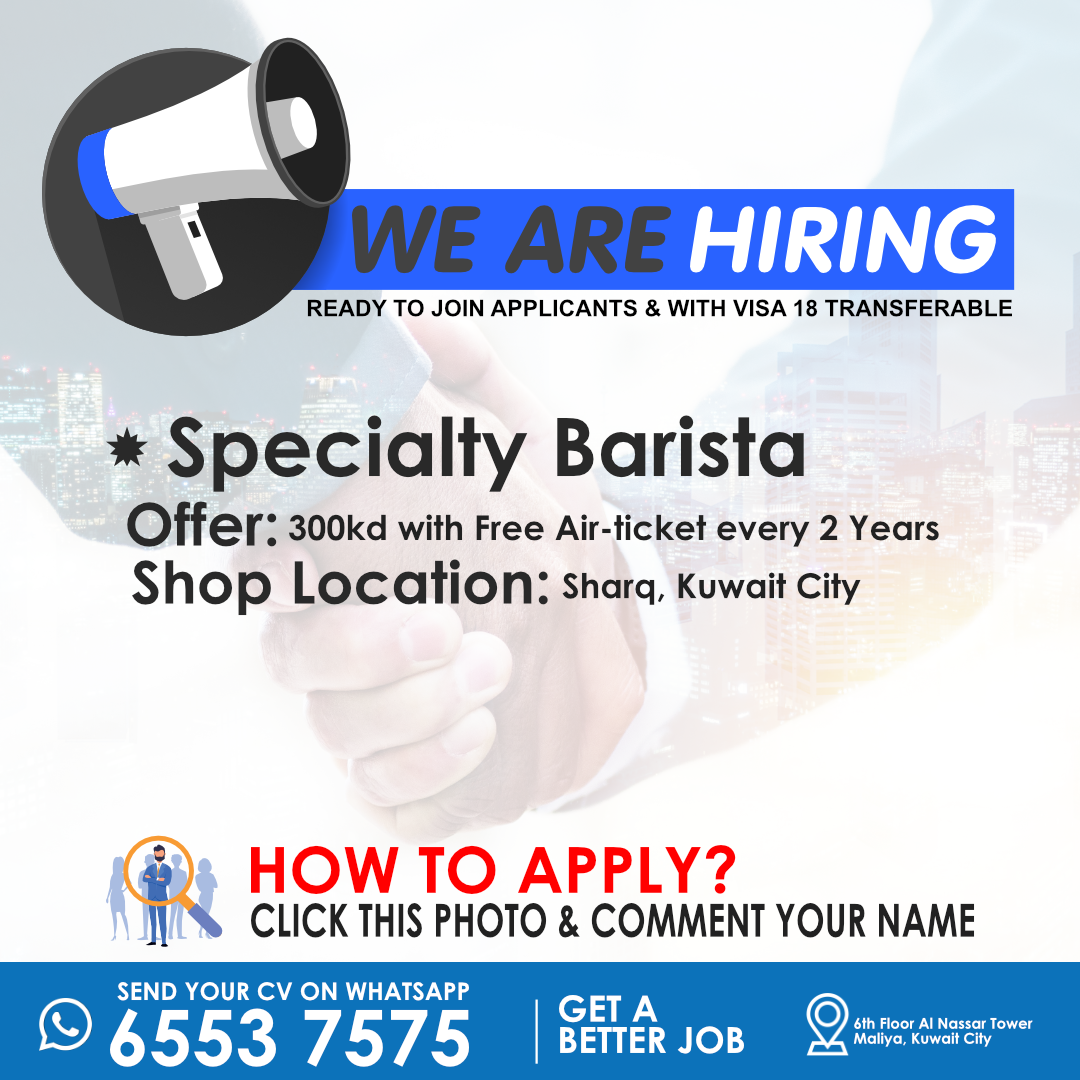 WE ARE HIRING
READY TO JOIN APPLICANTS & WITH VISA 18 TRANSFERABLE
Specialty Barista
Offer: 300kd with Free Air-ticket every 2 Years
Shop Location: Sharq, Kuwait City
HOW TO APPLY?
CLICK THIS PHOTO & COMMENT YOUR NAME
SEND YOUR CV ON WHATSAPP
6553 7575
GET A
BETTER JOB
6th Floor Al Nassar Tower
Maliya, Kuwait City